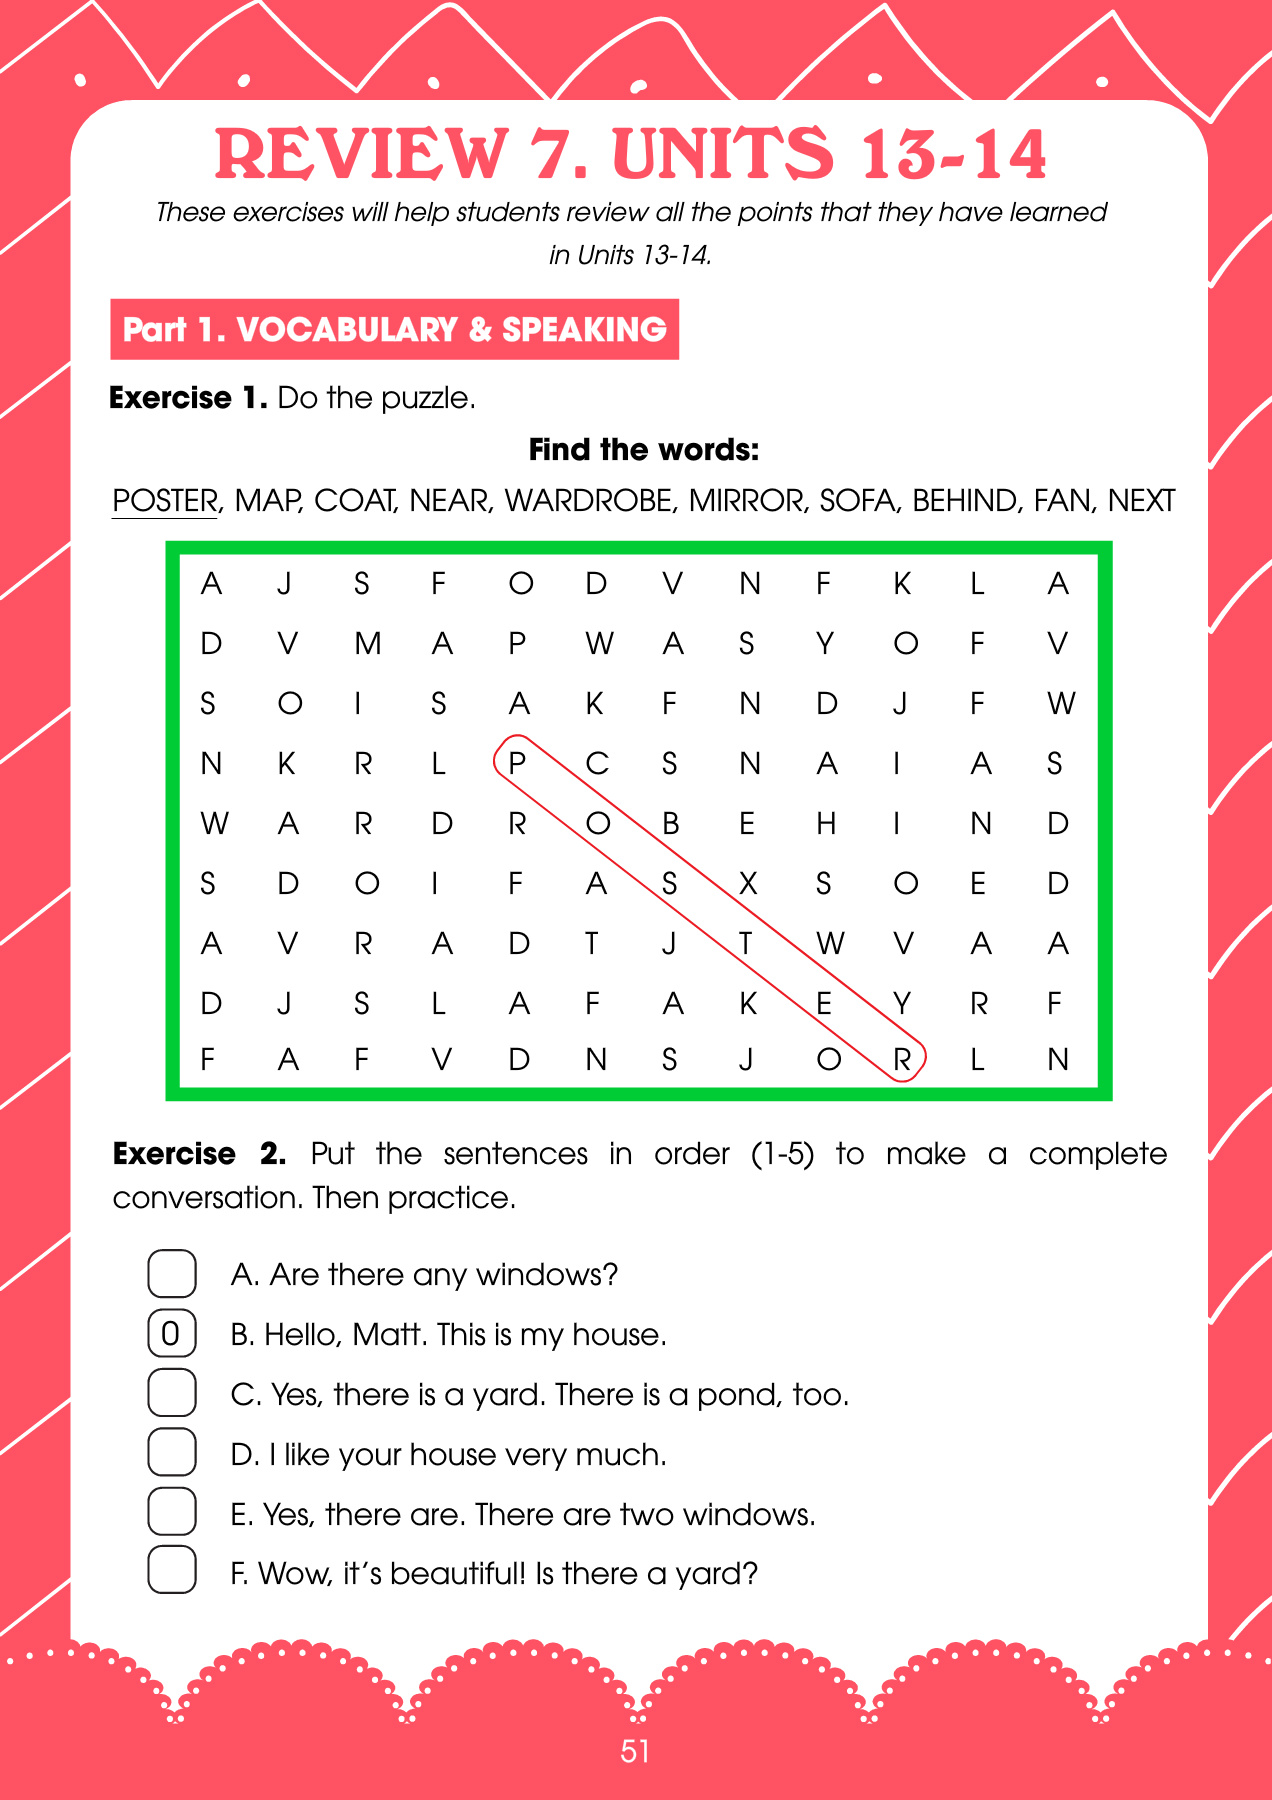 REVIEW 7. UNITS 13-14
These exercises will help students review all the points that they have learned
in Units 13-14.
Part 1. VOCABULARY & SPEAKING
Exercise 1. Do the puzzle.
Find the words:
POSTER, MAP, COAT, NEAR, WARDROBE, MIRROR, SOFA, BEHIND, FAN, NEXT
A J S F O D V N F K L A
D V M A P W A S Y O F V
S O I S A K F N D J F W
N K R L P C S N A I A S
W A R D R O B E H I N D
S D O I F A S X S O E D
A V R A D T J T W V A A
D J S L A F A K E Y R F
F A F V D N S J O R L N
Exercise 2. Put the sentences in order (1-5) to make a complete
conversation. Then practice.
A. Are there any windows?
0 B. Hello, Matt. This is my house.
C. Yes, there is a yard. There is a pond, too.
D. I like your house very much.
E. Yes, there are. There are two windows.
F. Wow, it's beautiful! Is there a yard?
51